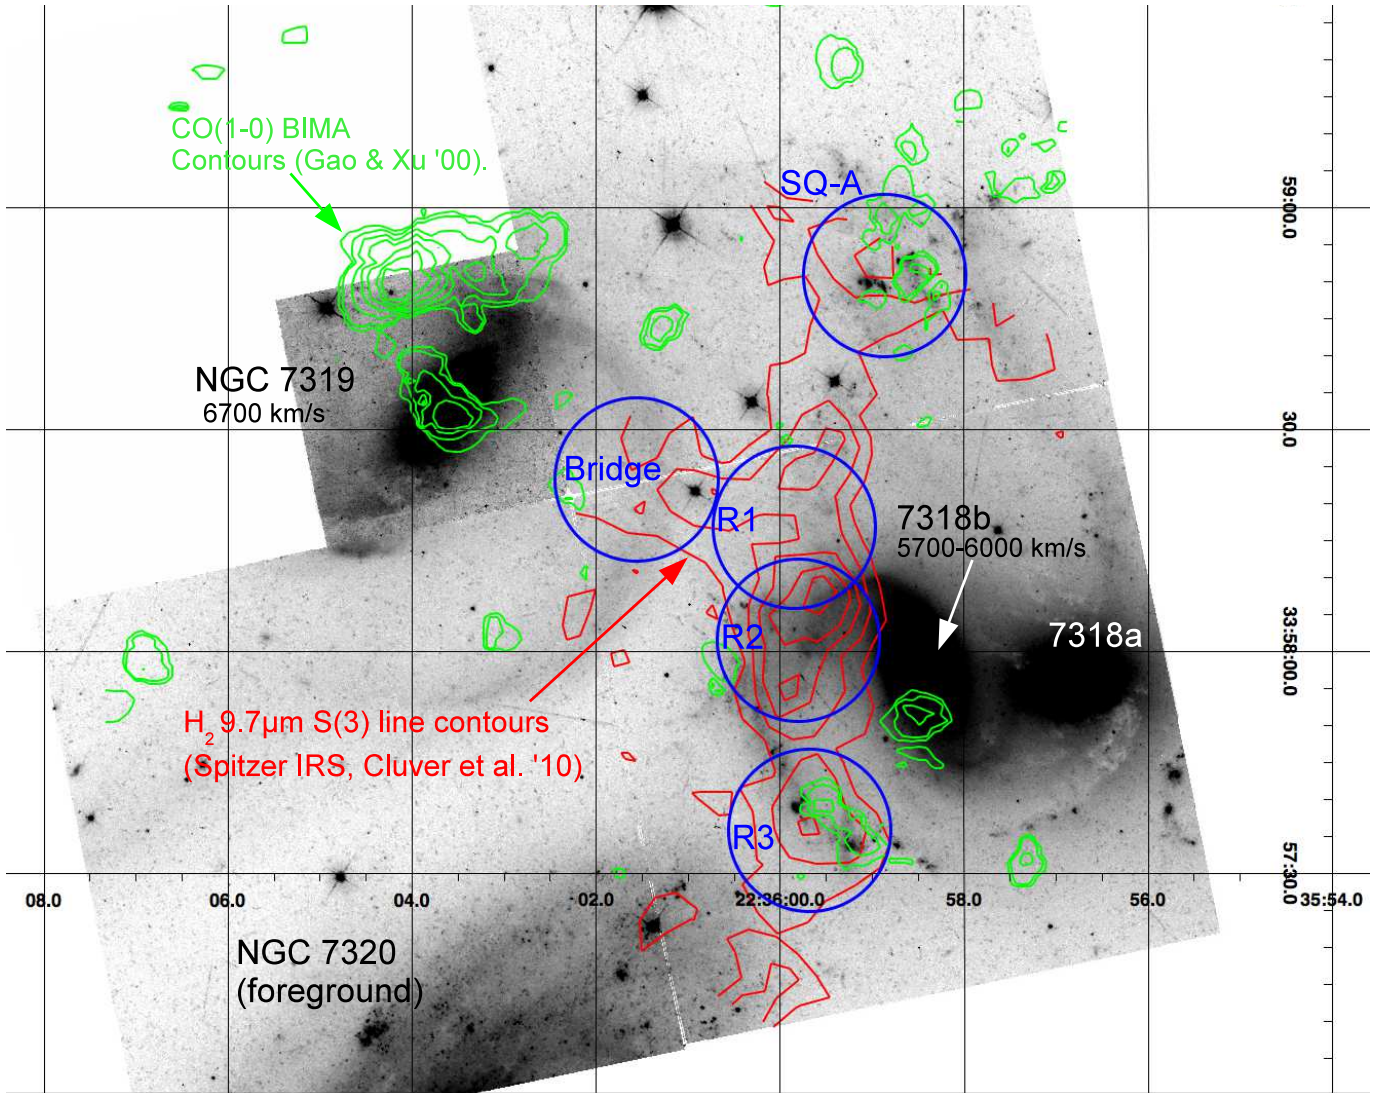 CO(1-0) BIMA
Contours (Gao & Xu '00).
SQ-A
59:00.0
NGC 7319
6700 km/s
30.0
Bridge
R1
7318b
5700-6000 km/s
R2
7318a
33:58:00.0
H2 9.7µm S(3) line contours
(Spitzer IRS, Cluver et al. '10)
R3
57:30.0
08.0
06.0
04.0
02.0
22:36:00.0
58.0
56.0
35:54.0
NGC 7320
(foreground)